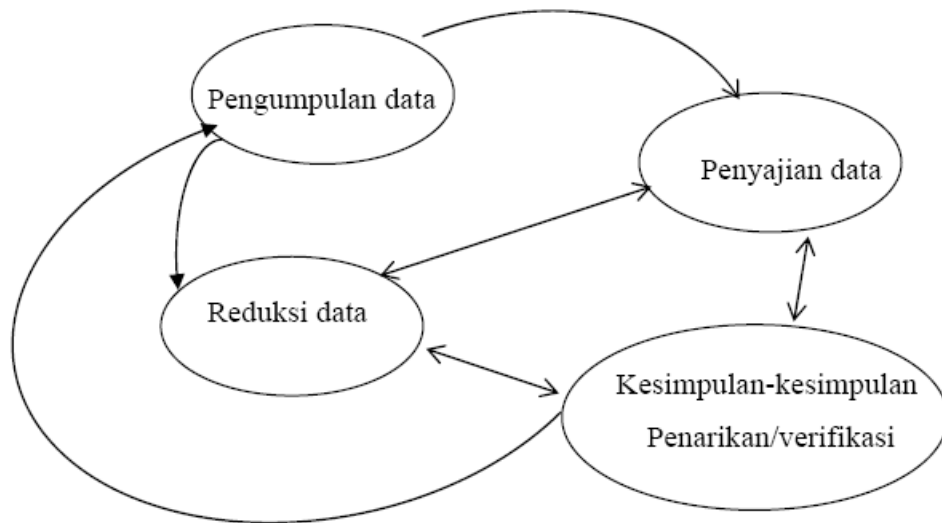 Pengumpulan data
Penyajian data
Reduksi data
Kesimpulan-kesimpulan
Penarikan/verifikasi